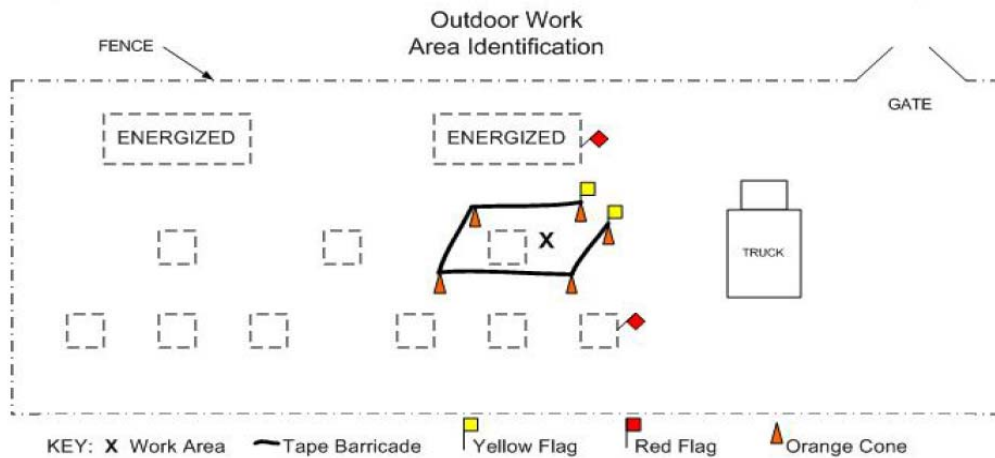 Outdoor Work
Area Identification
FENCE
GATE
ENERGIZED
ENERGIZED
X
TRUCK
KEY: X Work Area Tape Barricade Yellow Flag Red Flag Orange Cone